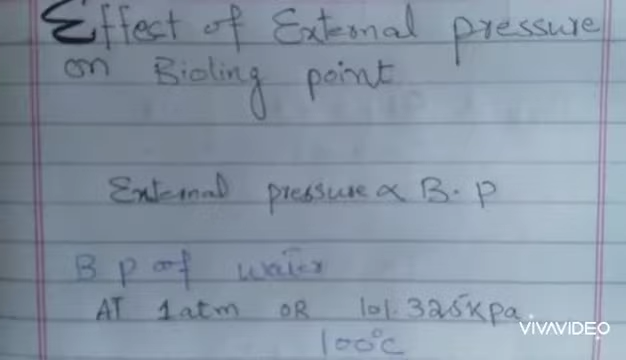 Effect of External pressure
on Bioling point
External pressure ∝ B.P
B p of water
AT 1atm OR 101.325Kpa
100°C
VIVAVIDEO